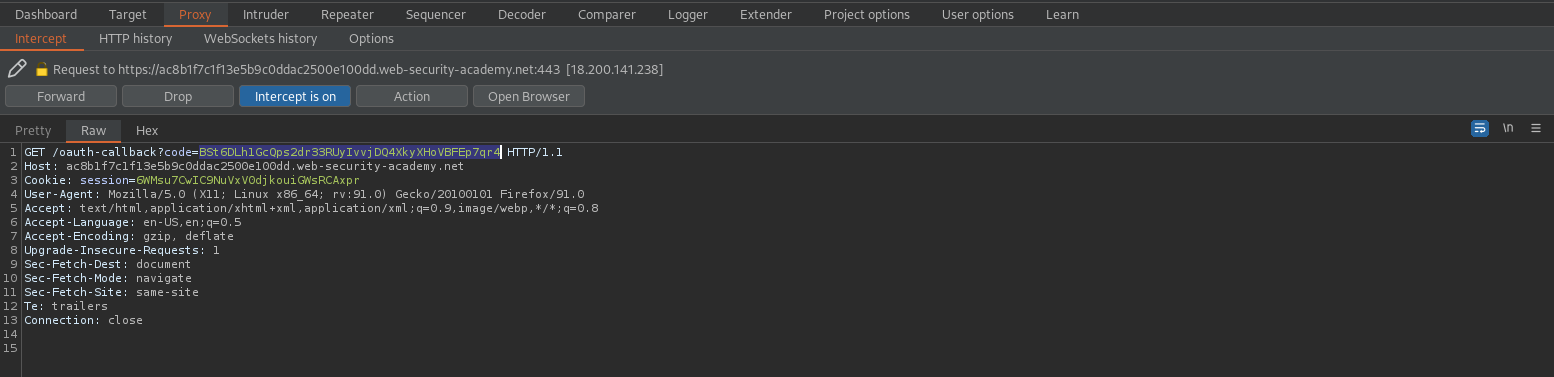 Dashboard Target Proxy Intruder Repeater Sequencer Decoder Comparer Logger Extender Project options User options Learn
Intercept HTTP history WebSockets history Options
Request to https://ac8b1f7c1f13e5b9c0ddac2500e100dd.web-security-academy.net:443 [18.200.141.238]
Forward Drop Intercept is on Action Open Browser
Pretty Raw Hex \n
1 GET /oauth-callback?code=BSt6DLh1GcQps2dr33RUyIvvjDQ4XkyXHoVBFEp7qr4 HTTP/1.1
2 Host: ac8b1f7c1f13e5b9c0ddac2500e100dd.web-security-academy.net
3 Cookie: session=6WMsu7CwIC9NuVxV0djkouiGWsRCAxpr
4 User-Agent: Mozilla/5.0 (X11; Linux x86_64; rv:91.0) Gecko/20100101 Firefox/91.0
5 Accept: text/html,application/xhtml+xml,application/xml;q=0.9,image/webp,*/*;q=0.8
6 Accept-Language: en-US,en;q=0.5
7 Accept-Encoding: gzip, deflate
8 Upgrade-Insecure-Requests: 1
9 Sec-Fetch-Dest: document
10 Sec-Fetch-Mode: navigate
11 Sec-Fetch-Site: same-site
12 Te: trailers
13 Connection: close
14
15